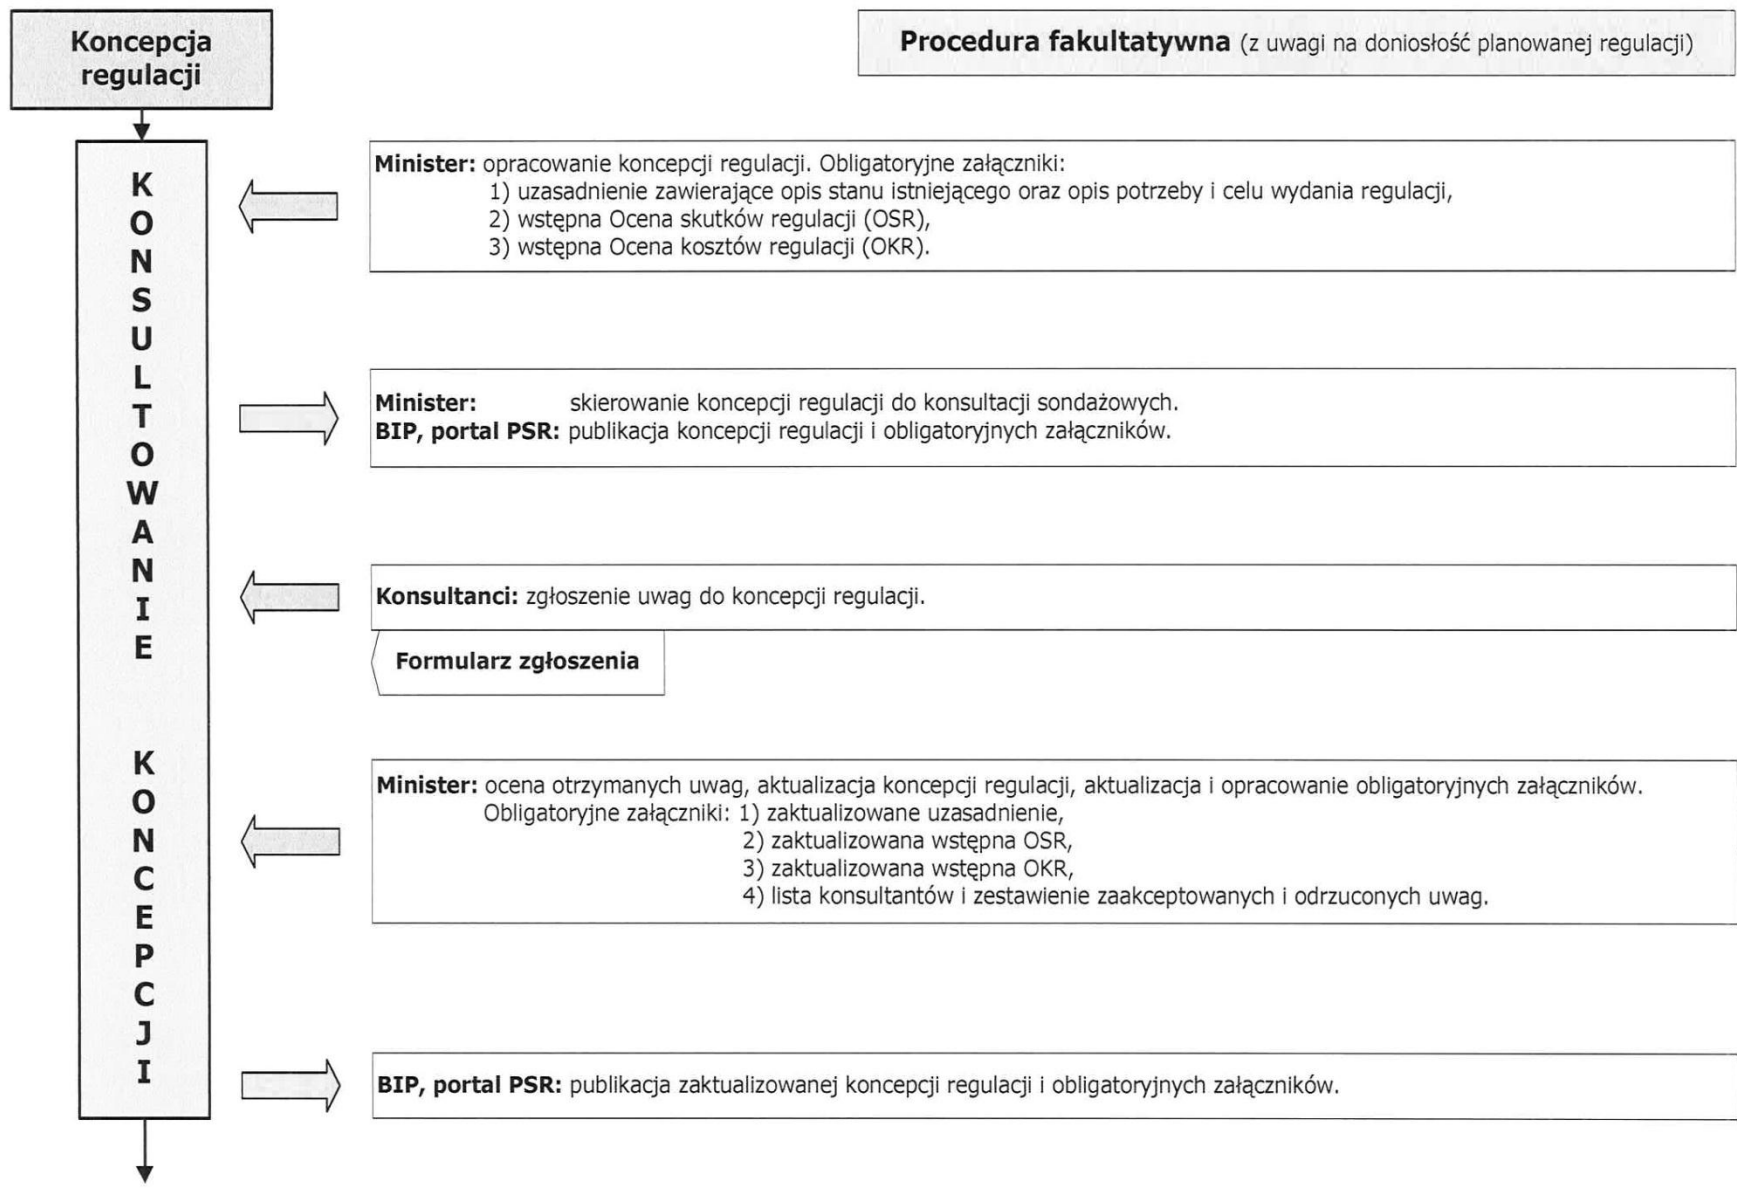 Koncepcja
regulacji
Procedura fakultatywna (z uwagi na doniosłość planowanej regulacji)
KONSULTOWANIE KONCEPCJI
Minister: opracowanie koncepcji regulacji. Obligatoryjne załączniki:
1) uzasadnienie zawierające opis stanu istniejącego oraz opis potrzeby i celu wydania regulacji,
2) wstępna Ocena skutków regulacji (OSR),
3) wstępna Ocena kosztów regulacji (OKR).
Minister: skierowanie koncepcji regulacji do konsultacji sondażowych.
BIP, portal PSR: publikacja koncepcji regulacji i obligatoryjnych załączników.
Konsultanci: zgłoszenie uwag do koncepcji regulacji.
Formularz zgłoszenia
Minister: ocena otrzymanych uwag, aktualizacja koncepcji regulacji, aktualizacja i opracowanie obligatoryjnych załączników.
Obligatoryjne załączniki: 1) zaktualizowane uzasadnienie,
2) zaktualizowana wstępna OSR,
3) zaktualizowana wstępna OKR,
4) lista konsultantów i zestawienie zaakceptowanych i odrzuconych uwag.
BIP, portal PSR: publikacja zaktualizowanej koncepcji regulacji i obligatoryjnych załączników.